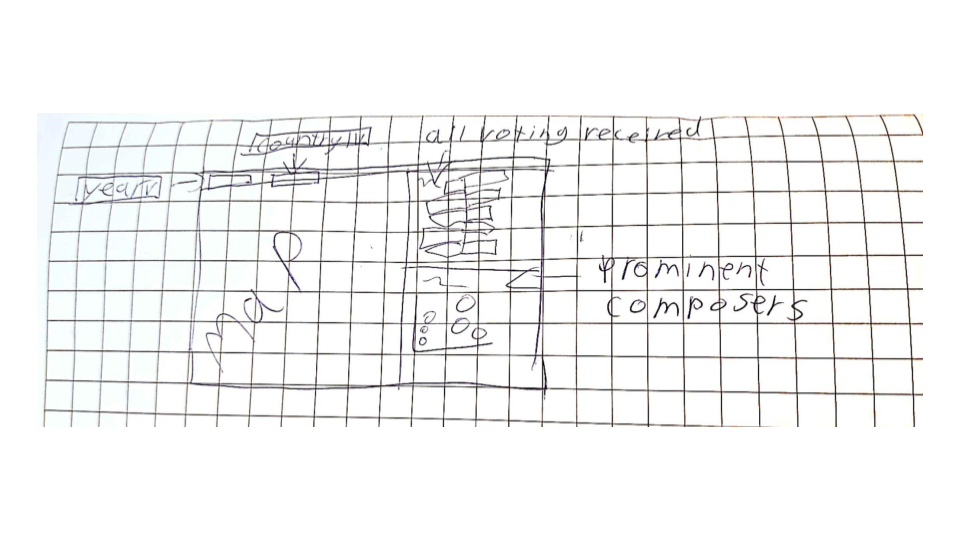 country
all voting received
year
map
prominent
composers